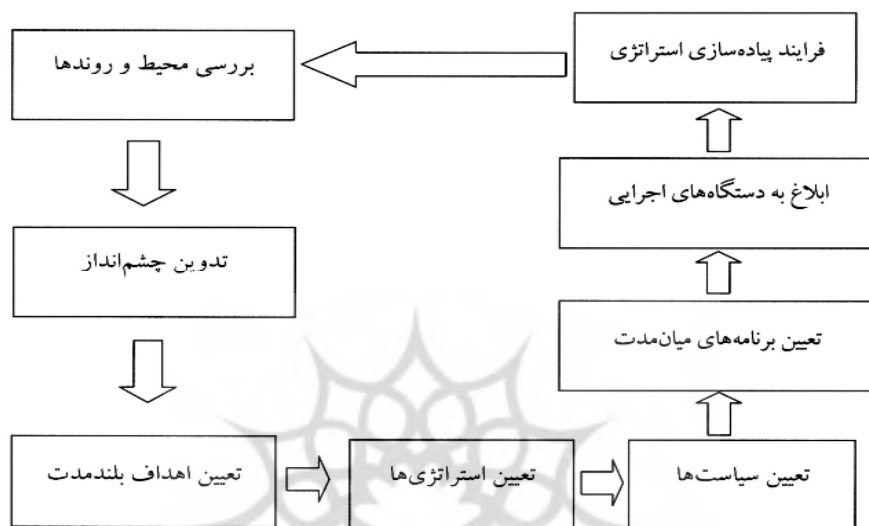 بررسی محیط و روندها
تدوین چشم‌انداز
تعیین اهداف بلندمدت
تعیین استراتژی‌ها
تعیین سیاست‌ها
تعیین برنامه‌های میان‌مدت
ابلاغ به دستگاه‌های اجرایی
فرایند پیاده‌سازی استراتژی